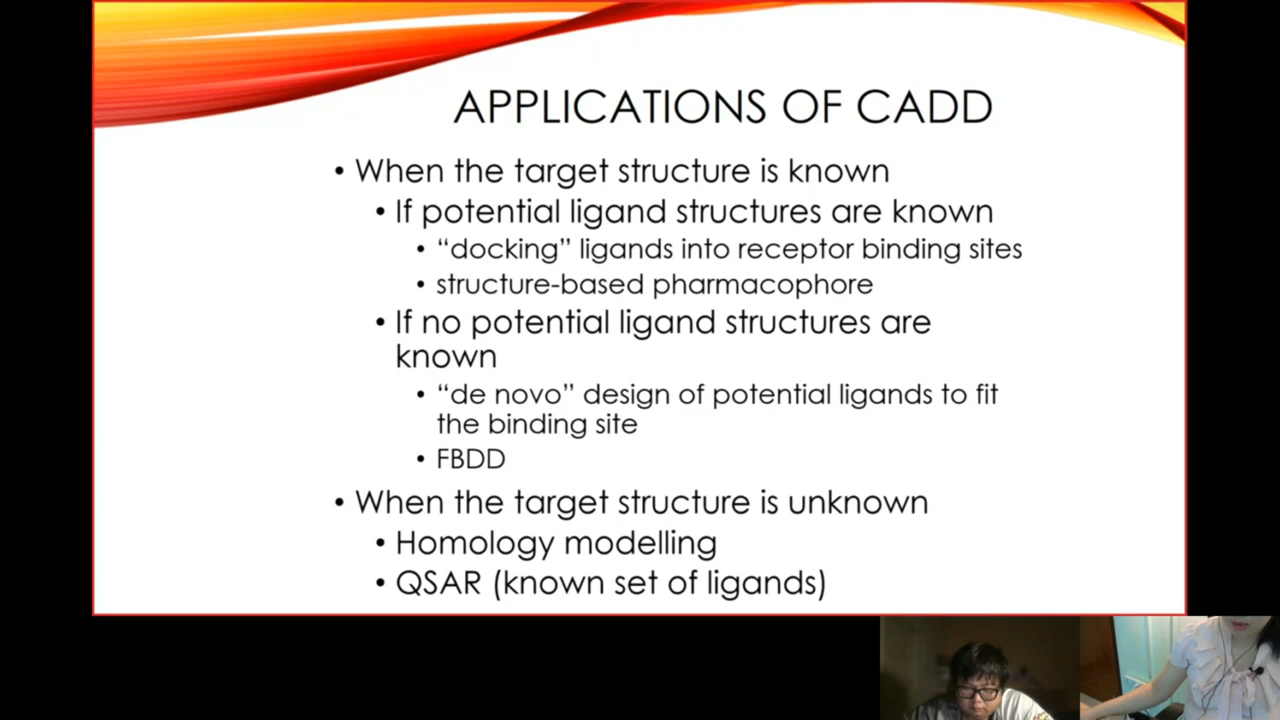 APPLICATIONS OF CADD
• When the target structure is known
• If potential ligand structures are known
• “docking” ligands into receptor binding sites
• structure-based pharmacophore
• If no potential ligand structures are
known
• “de novo” design of potential ligands to fit
the binding site
• FBDD
• When the target structure is unknown
• Homology modelling
• QSAR (known set of ligands)